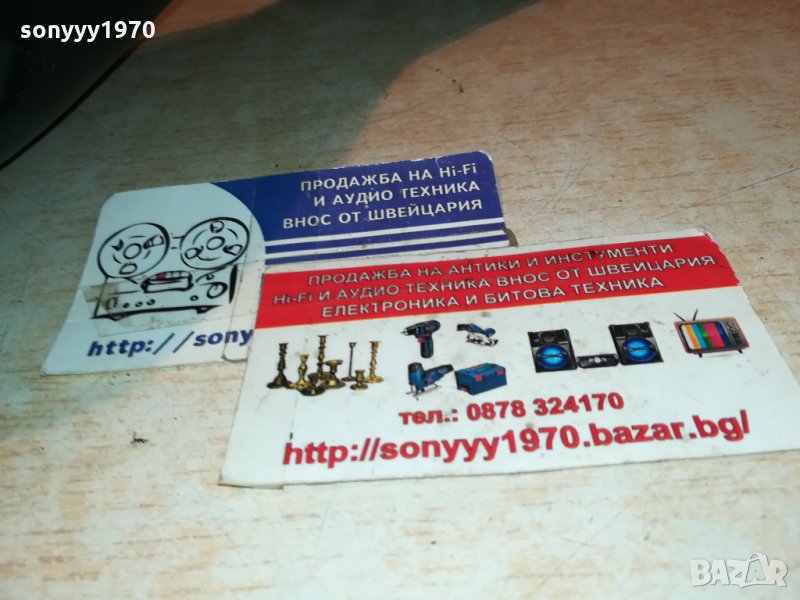 sonyyy1970
ПРОДАЖБА НА Hi-Fi
И АУДИО ТЕХНИКА
ВНОС ОТ ШВЕЙЦАРИЯ
http://sony
ПРОДАЖБА НА АНТИКИ И ИНСТУМЕНТИ
Hi-Fi И АУДИО ТЕХНИКА ВНОС ОТ ШВЕЙЦАРИЯ
ЕЛЕКТРОНИКА И БИТОВА ТЕХНИКА
тел.: 0878 324170
http://sonyyy1970.bazar.bg/
BAZAR